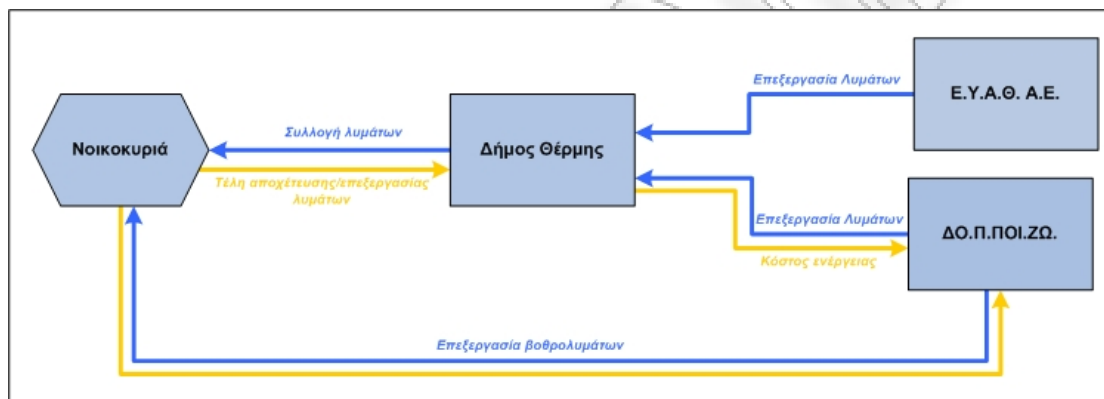 Επεξεργασία Λυμάτων
Ε.Υ.Α.Θ. Α.Ε.
Συλλογή λυμάτων
Νοικοκυριά
Δήμος Θέρμης
Τέλη αποχέτευσης/επεξεργασίας
λυμάτων
Επεξεργασία Λυμάτων
ΔΟ.Π.ΠΟΙ.ΖΩ.
Κόστος ενέργειας
Επεξεργασία βοθρολυμάτων